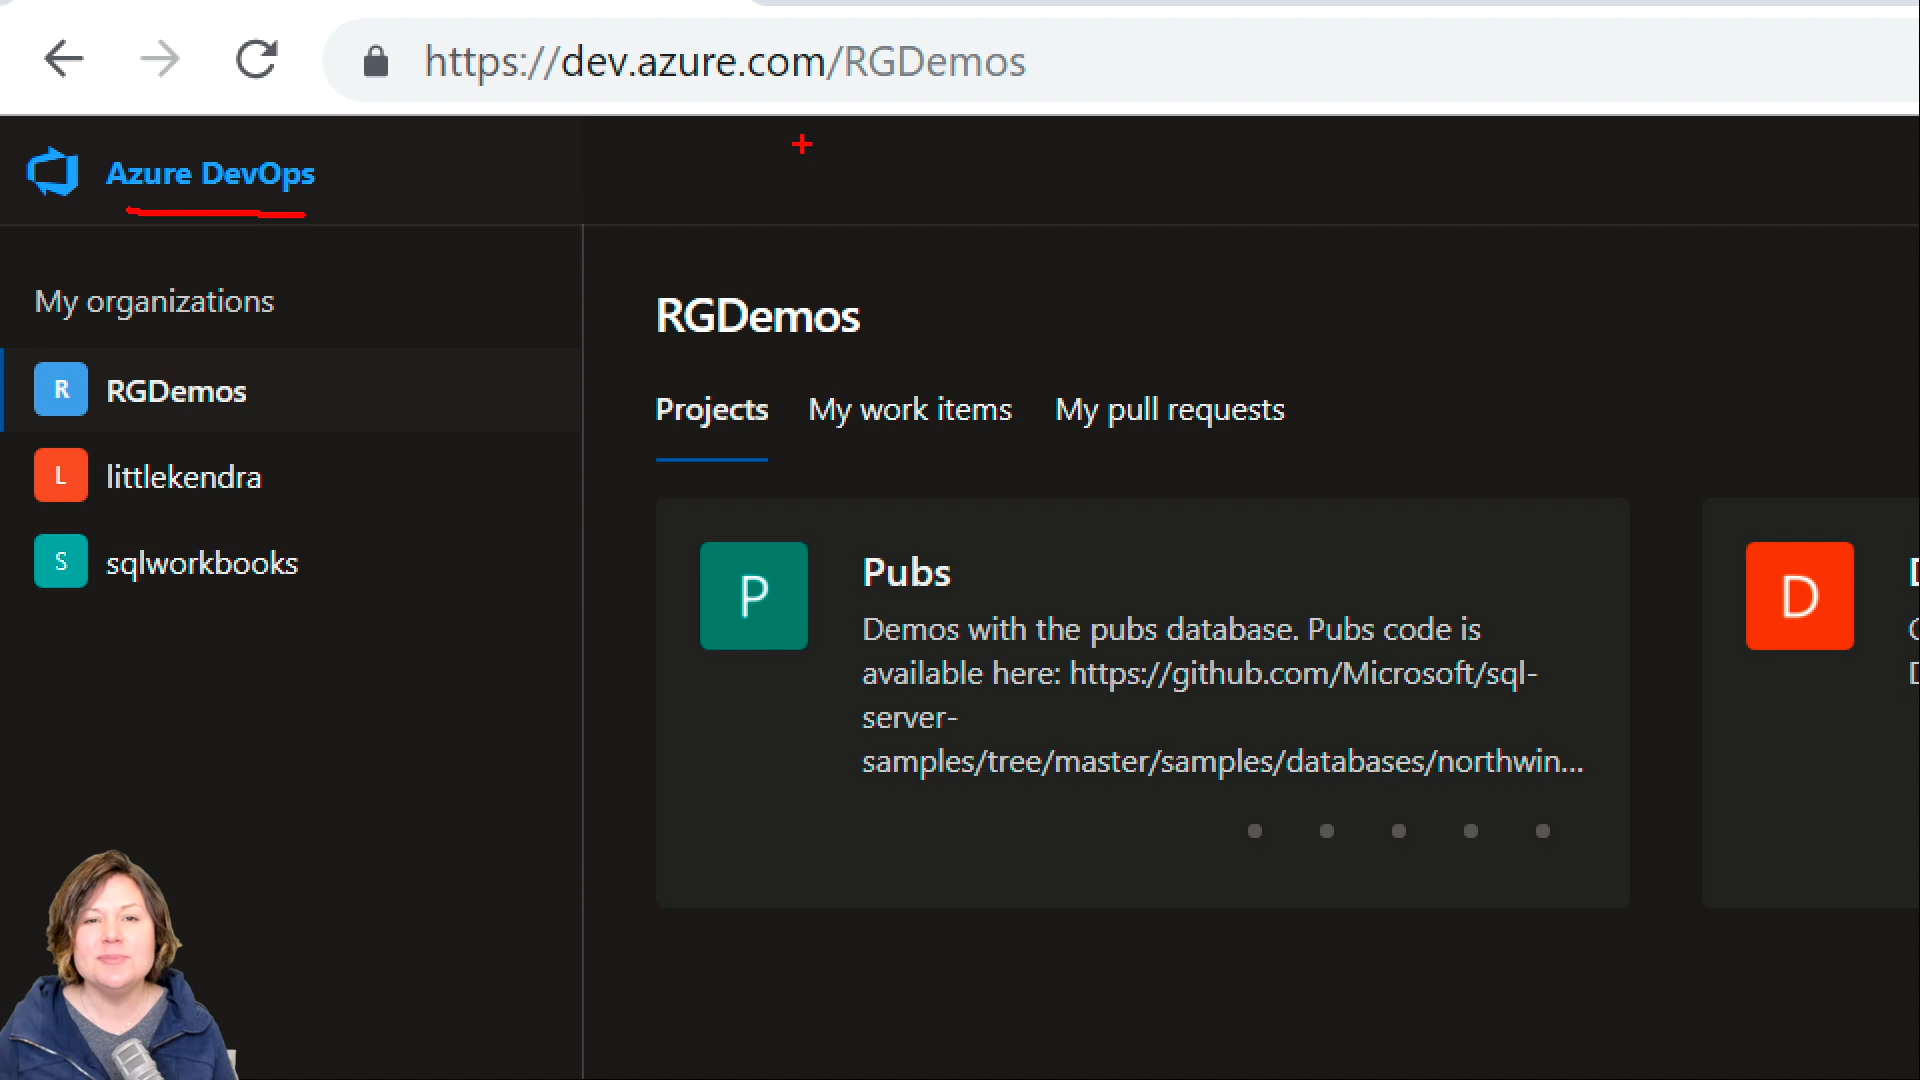 https://dev.azure.com/RGDemos
Azure DevOps
My organizations
R RGDemos
L littlekendra
S sqlworkbooks
RGDemos
Projects My work items My pull requests
P
Pubs
Demos with the pubs database. Pubs code is
available here: https://github.com/Microsoft/sql-
server-
samples/tree/master/samples/databases/northwin...
D